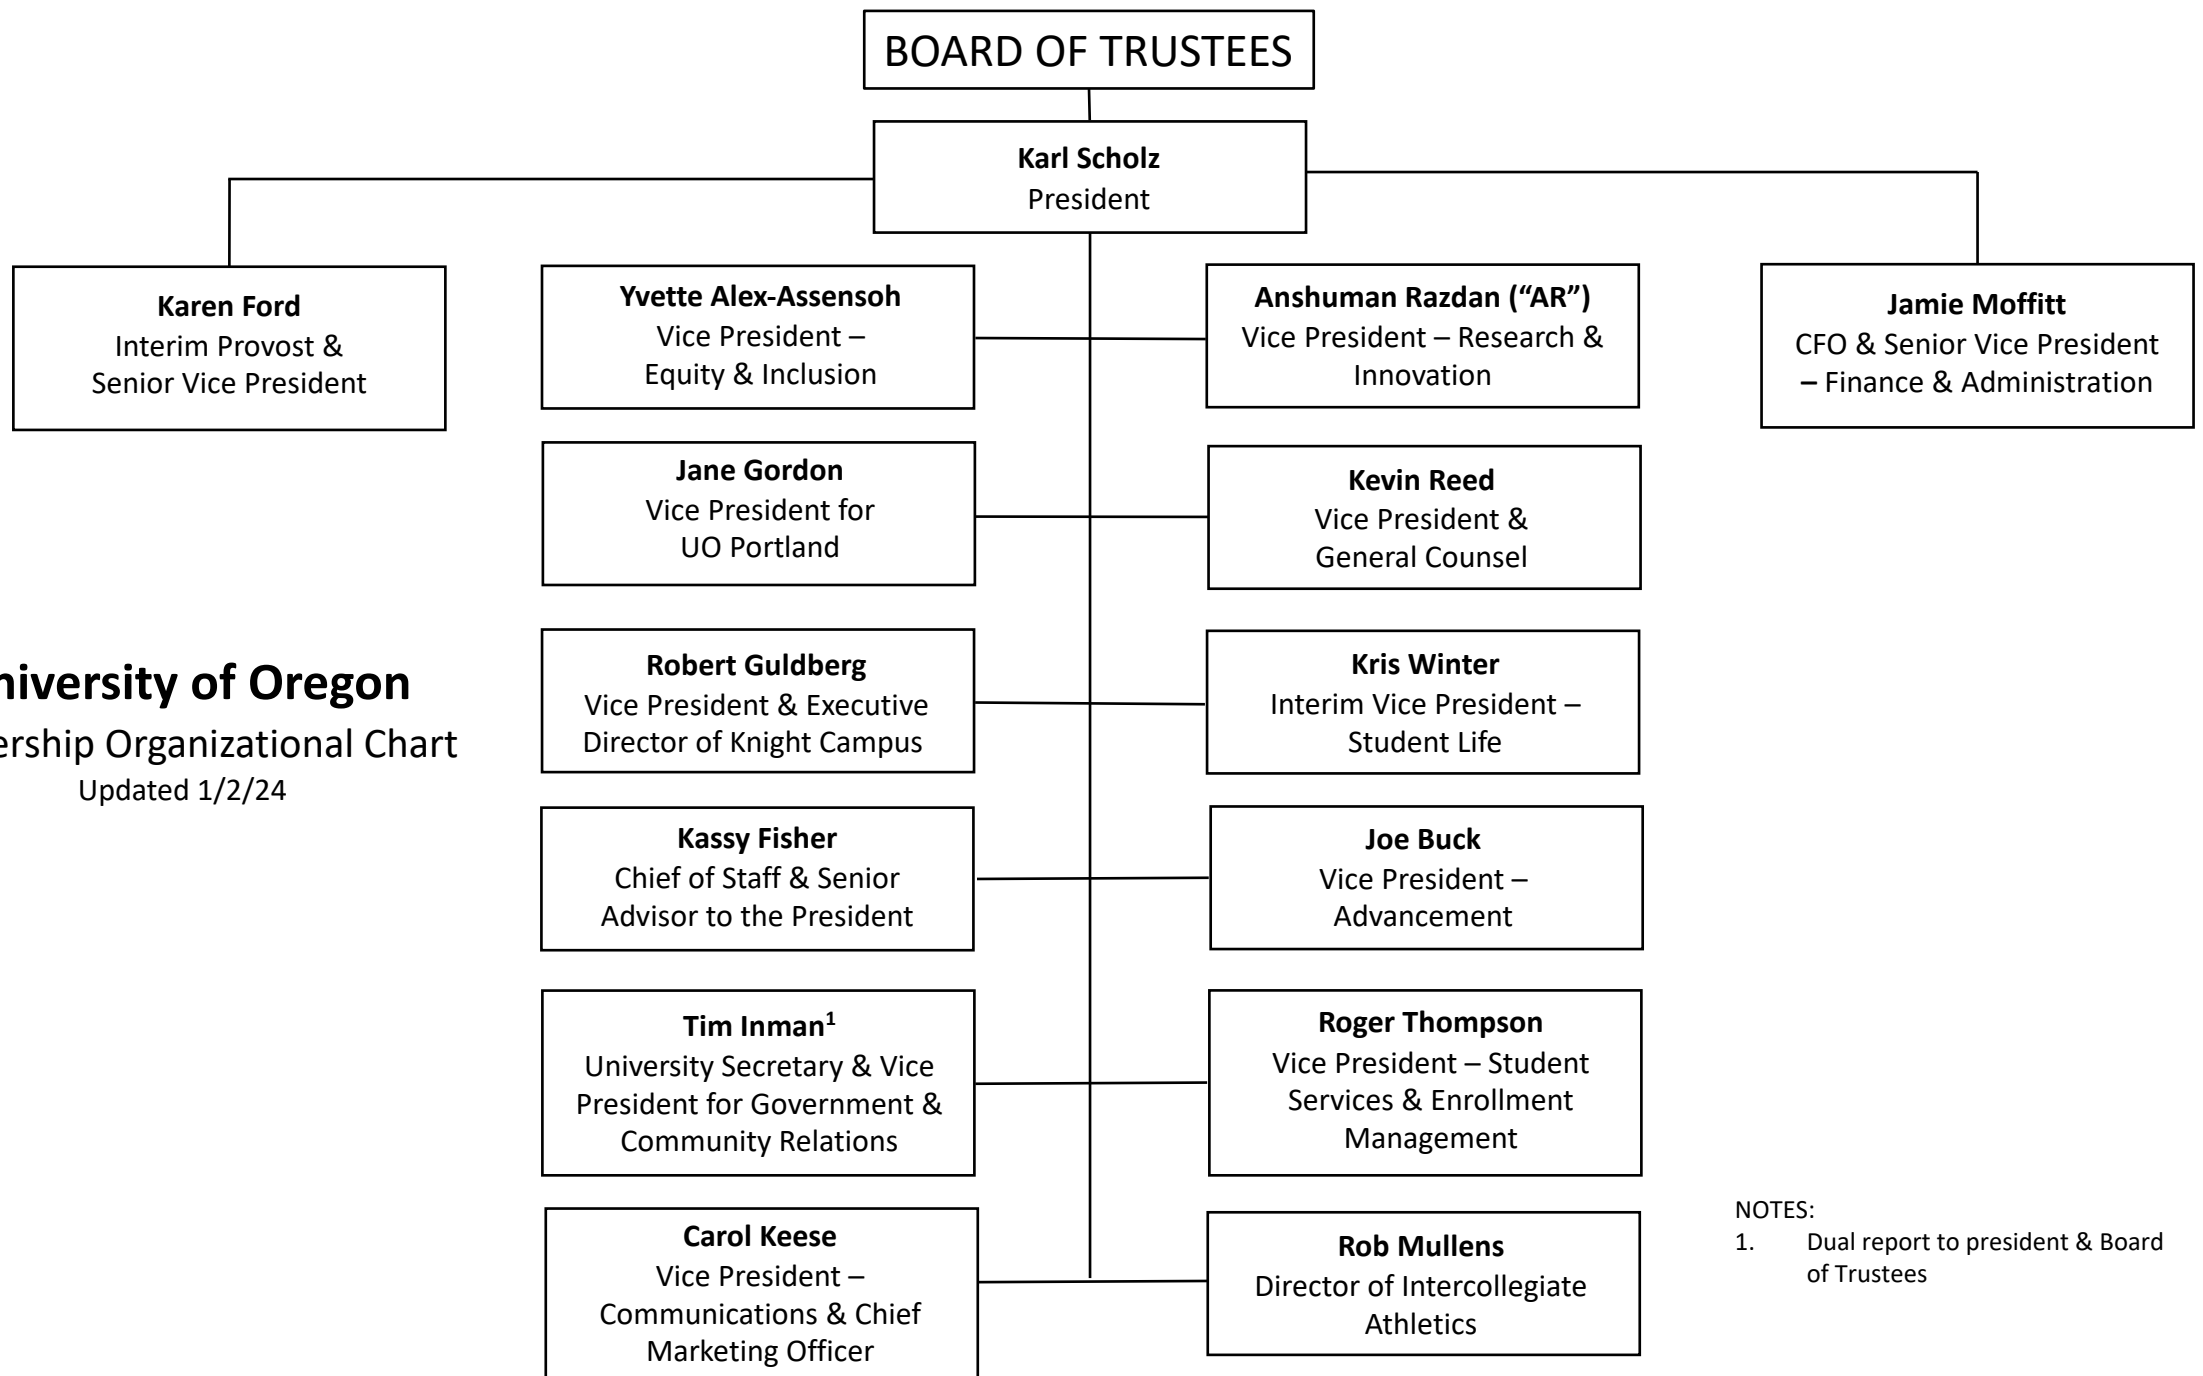 BOARD OF TRUSTEES
Karl Scholz
President
Karen Ford
Interim Provost &
Senior Vice President
Yvette Alex-Assensoh
Vice President –
Equity & Inclusion
Anshuman Razdan (“AR”)
Vice President – Research &
Innovation
Jamie Moffitt
CFO & Senior Vice President
– Finance & Administration
Jane Gordon
Vice President for
UO Portland
Kevin Reed
Vice President &
General Counsel
Robert Guldberg
Vice President & Executive
Director of Knight Campus
Kris Winter
Interim Vice President –
Student Life
niversity of Oregon
ership Organizational Chart
Updated 1/2/24
Kassy Fisher
Chief of Staff & Senior
Advisor to the President
Joe Buck
Vice President –
Advancement
Tim Inman¹
University Secretary & Vice
President for Government &
Community Relations
Roger Thompson
Vice President – Student
Services & Enrollment
Management
Carol Keese
Vice President –
Communications & Chief
Marketing Officer
Rob Mullens
Director of Intercollegiate
Athletics
NOTES:
1. Dual report to president & Board
of Trustees